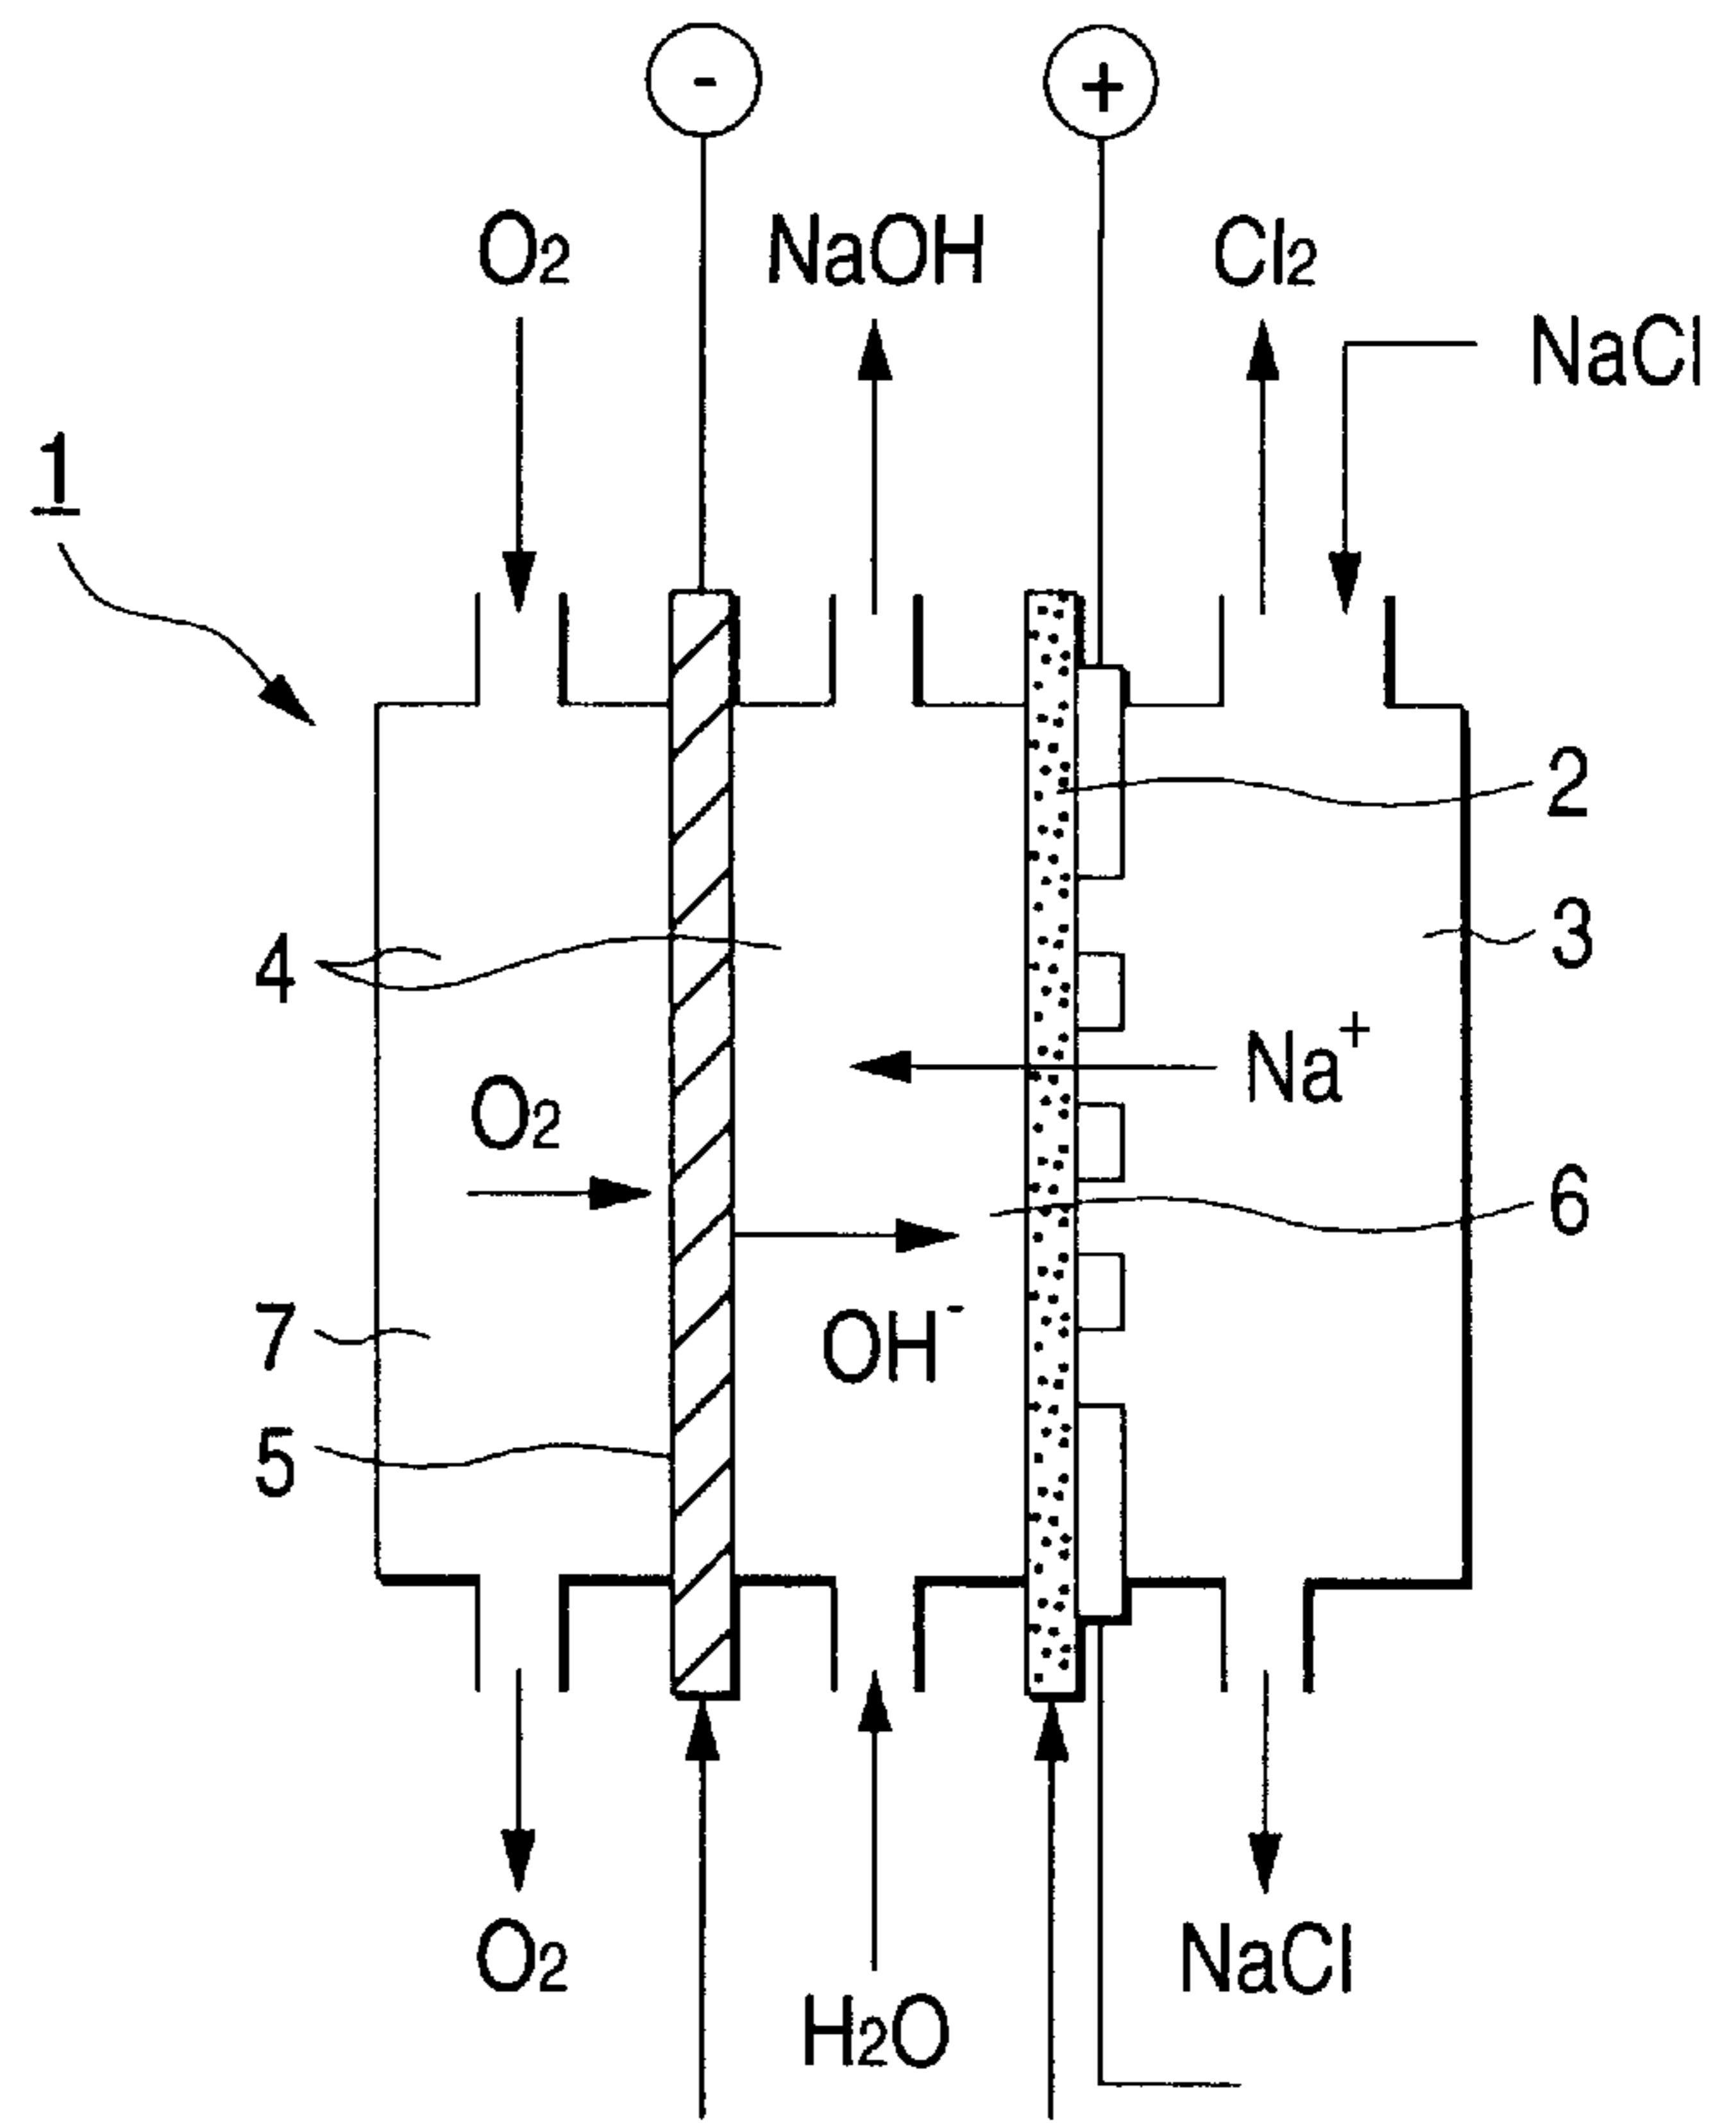 - +
O2 NaOH Cl2
NaCl
1
2
3
4
Na+
O2
6
OH-
7
5
O2 NaCl
H2O